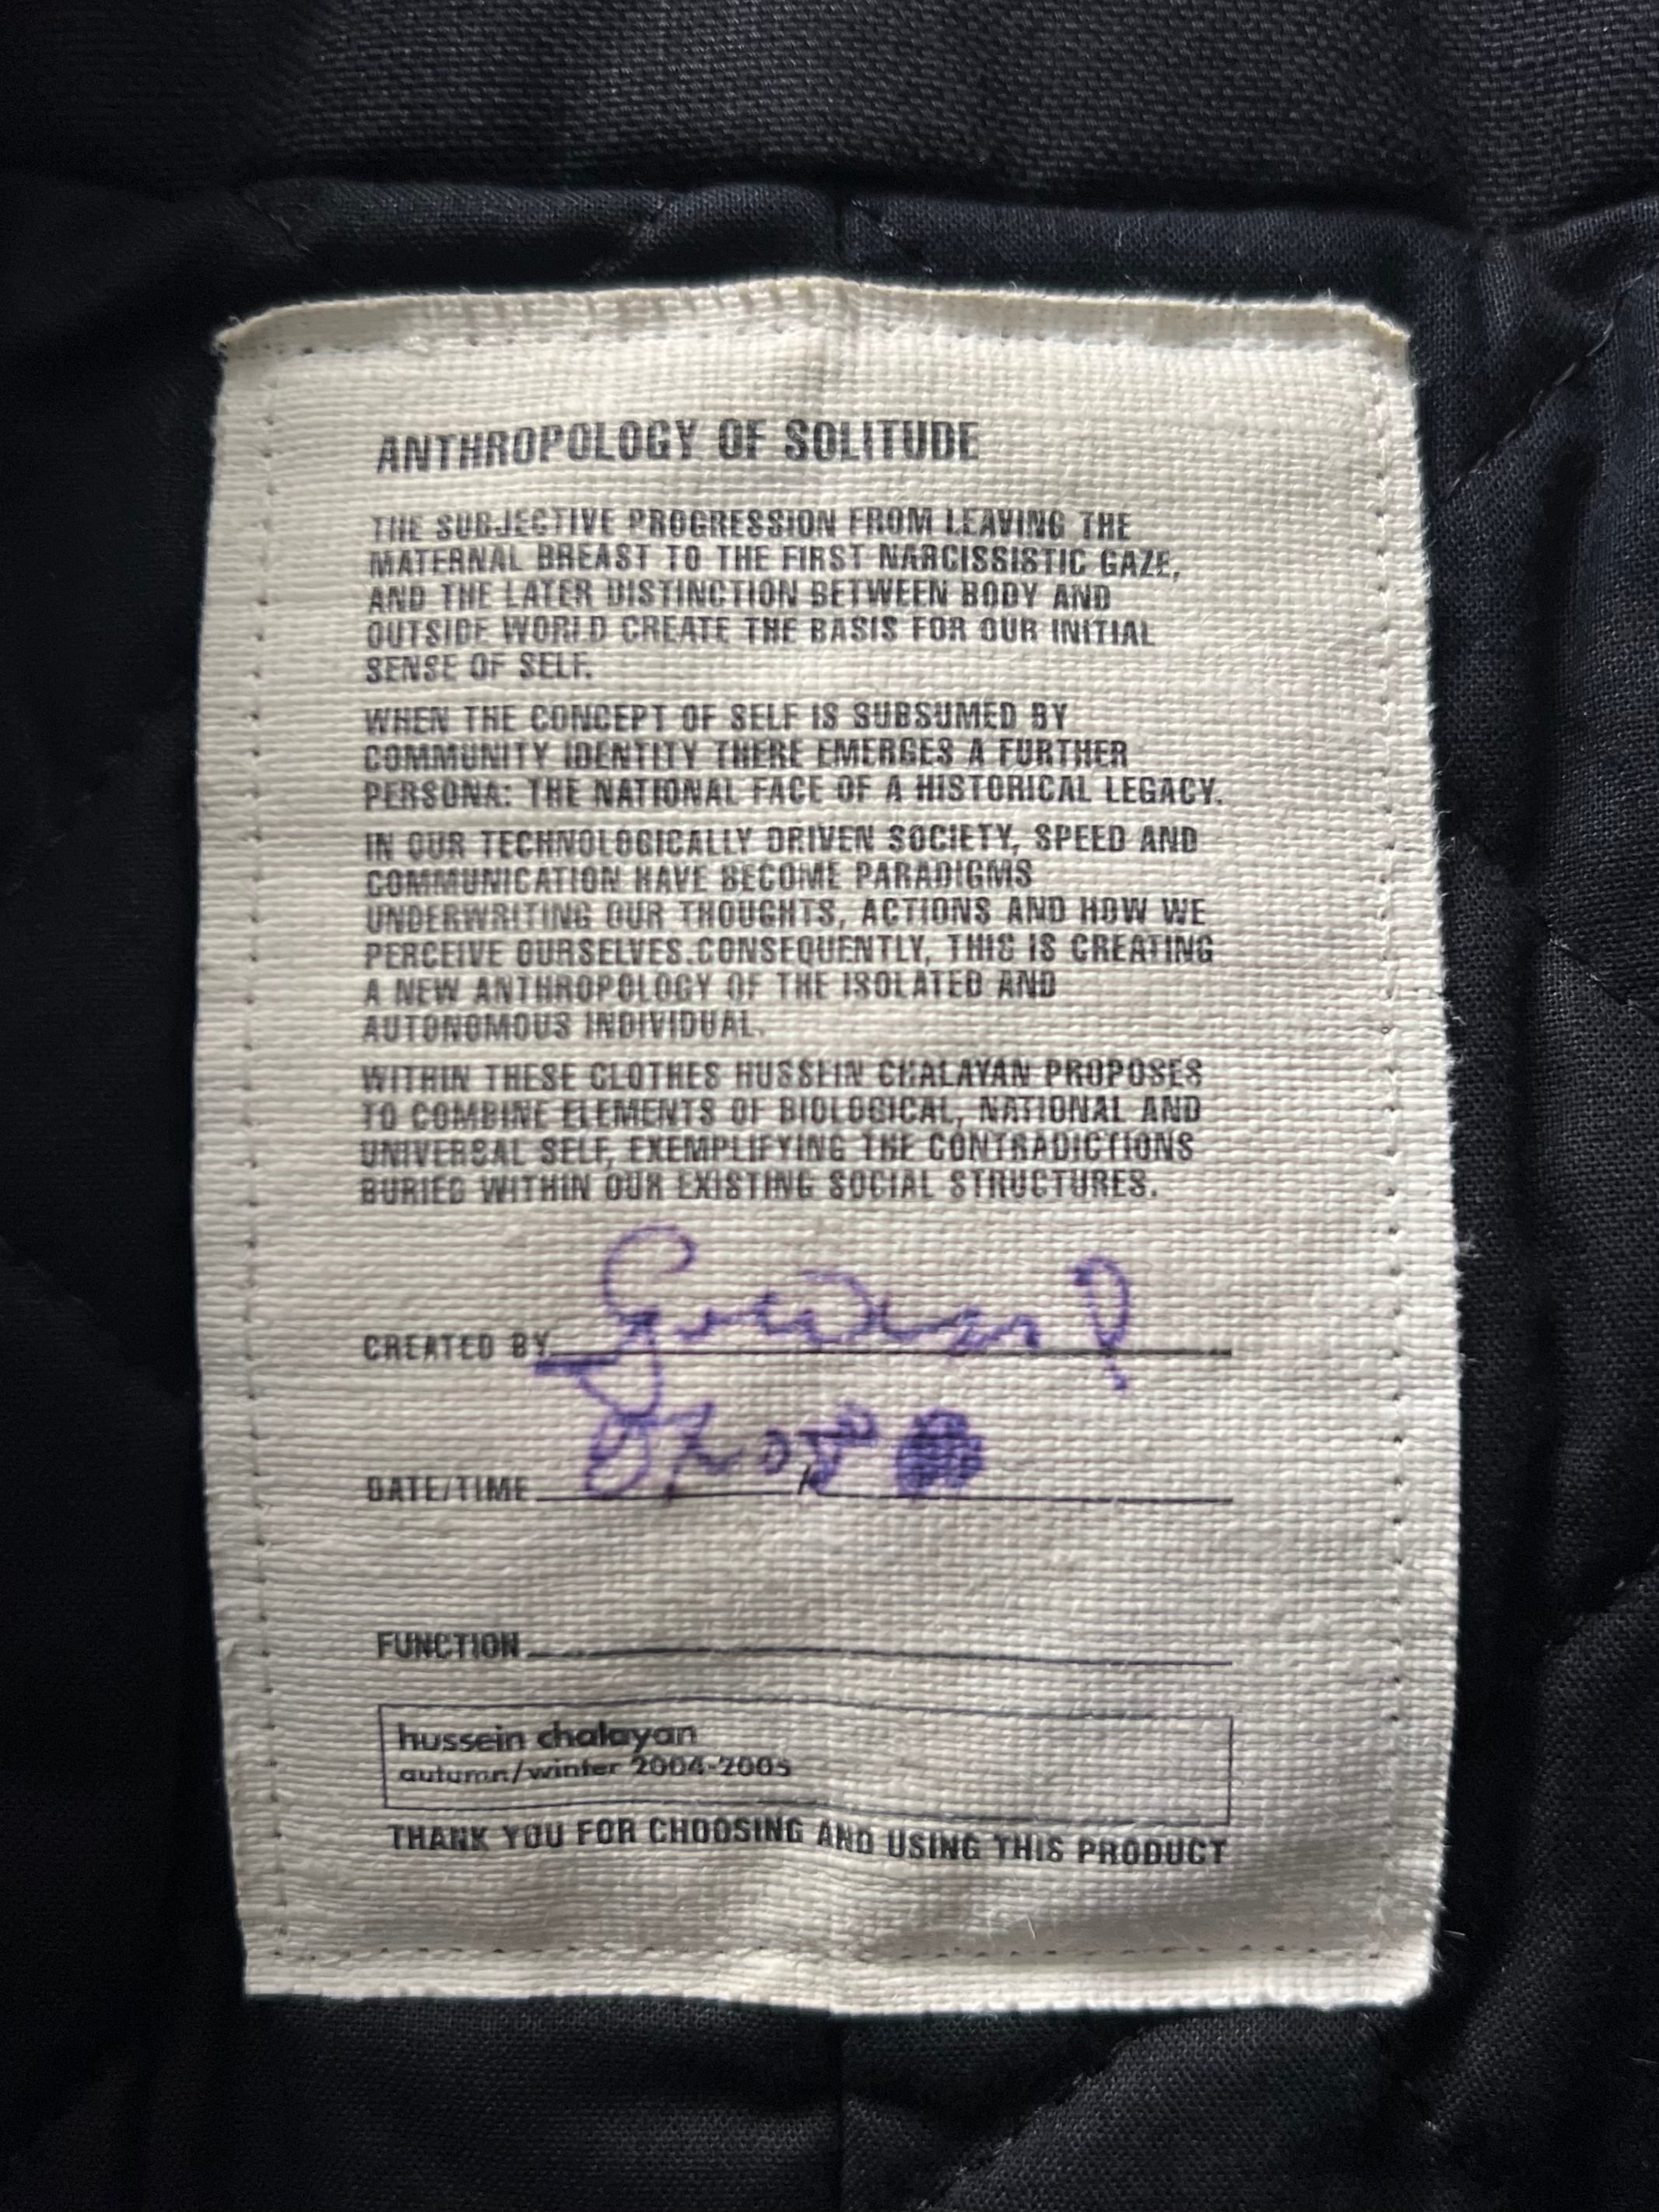 ANTHROPOLOGY OF SOLITUDE
THE SUBJECTIVE PROGRESSION FROM LEAVING THE
MATERNAL BREAST TO THE FIRST NARCISSISTIC GAZE,
AND THE LATER DISTINCTION BETWEEN BODY AND
OUTSIDE WORLD CREATE THE BASIS FOR OUR INITIAL
SENSE OF SELF.
WHEN THE CONCEPT OF SELF IS SUBSUMED BY
COMMUNITY IDENTITY THERE EMERGES A FURTHER
PERSONA: THE NATIONAL FACE OF A HISTORICAL LEGACY.
IN OUR TECHNOLOGICALLY DRIVEN SOCIETY, SPEED AND
COMMUNICATION HAVE BECOME PARADIGMS
UNDERWRITING OUR THOUGHTS, ACTIONS AND HOW WE
PERCEIVE OURSELVES.CONSEQUENTLY, THIS IS CREATING
A NEW ANTHROPOLOGY OF THE ISOLATED AND
AUTONOMOUS INDIVIDUAL.
WITHIN THESE CLOTHES HUSSEIN CHALAYAN PROPOSES
TO COMBINE ELEMENTS OF BIOLOGICAL, NATIONAL AND
UNIVERSAL SELF, EXEMPLIFYING THE CONTRADICTIONS
BURIED WITHIN OUR EXISTING SOCIAL STRUCTURES.
CREATED BY
DATE/TIME
FUNCTION
hussein chalayan
autumn/winter 2004-2005
THANK YOU FOR CHOOSING AND USING THIS PRODUCT